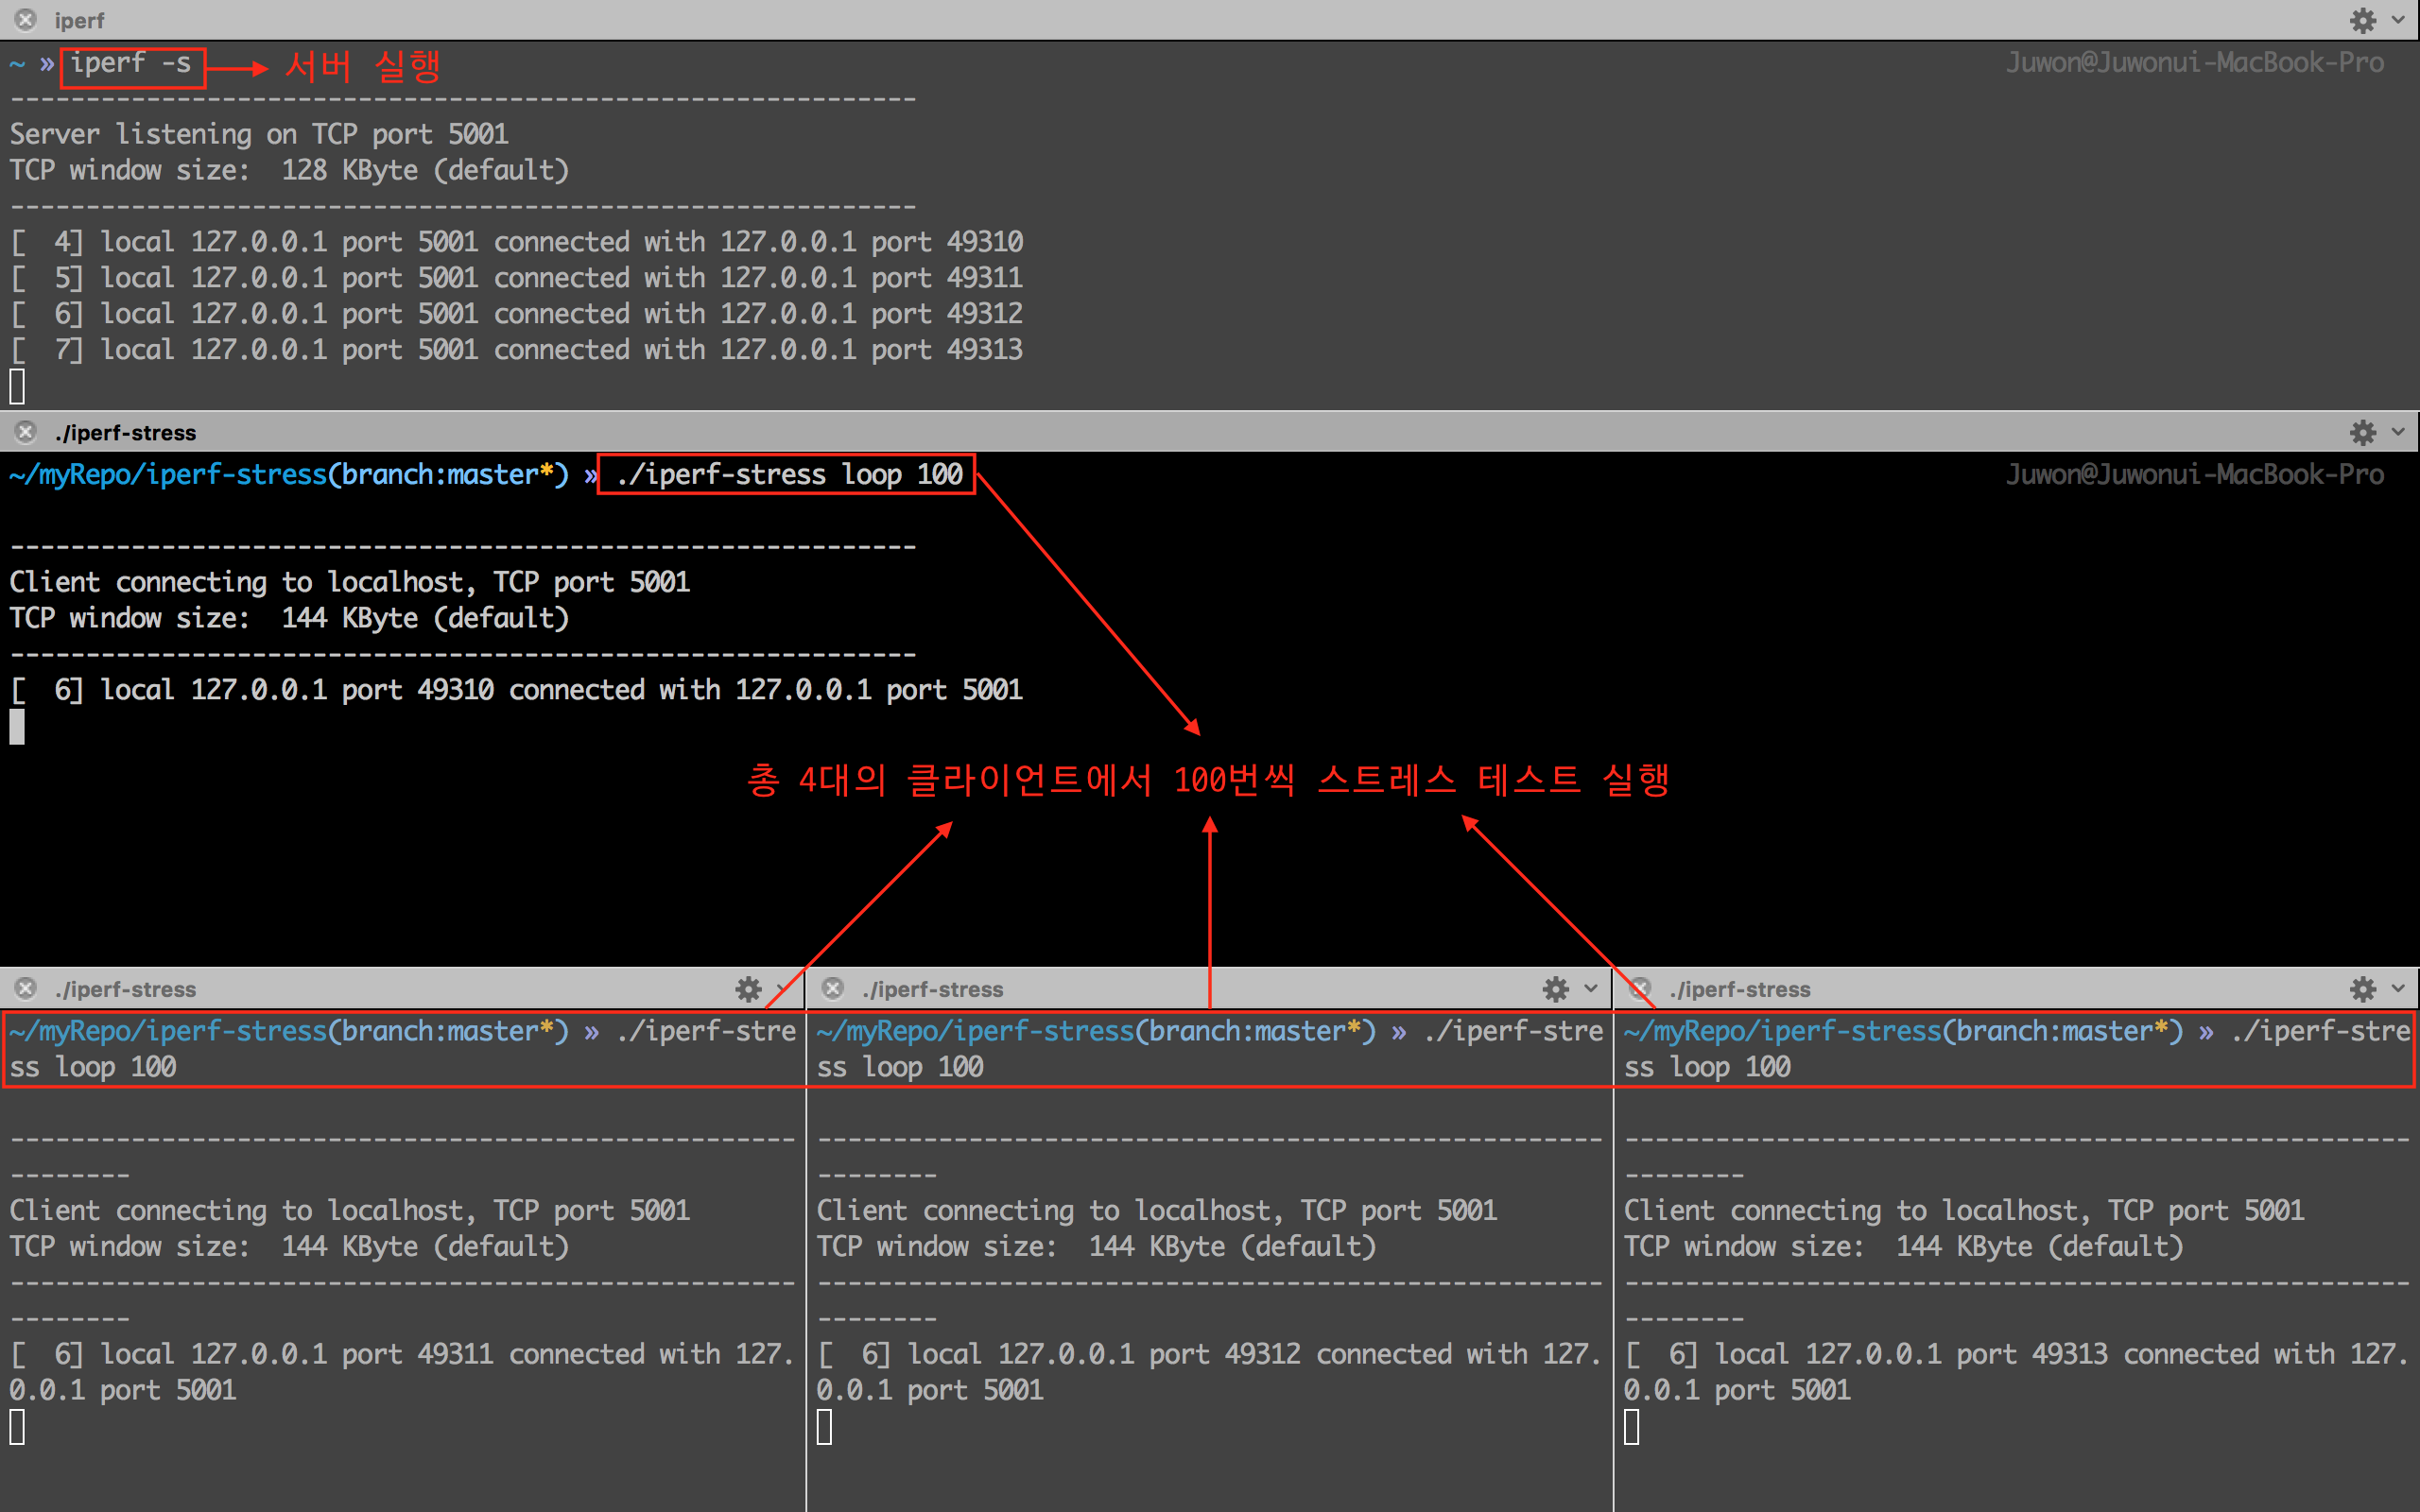 iperf
~ » iperf -s 서버 실행 Juwon@Juwonui-MacBook-Pro
------------------------------------------------------------
Server listening on TCP port 5001
TCP window size:  128 KByte (default)
------------------------------------------------------------
[  4] local 127.0.0.1 port 5001 connected with 127.0.0.1 port 49310
[  5] local 127.0.0.1 port 5001 connected with 127.0.0.1 port 49311
[  6] local 127.0.0.1 port 5001 connected with 127.0.0.1 port 49312
[  7] local 127.0.0.1 port 5001 connected with 127.0.0.1 port 49313
./iperf-stress
~/myRepo/iperf-stress(branch:master*) » ./iperf-stress loop 100 Juwon@Juwonui-MacBook-Pro
------------------------------------------------------------
Client connecting to localhost, TCP port 5001
TCP window size:  144 KByte (default)
------------------------------------------------------------
[  6] local 127.0.0.1 port 49310 connected with 127.0.0.1 port 5001
총 4대의 클라이언트에서 100번씩 스트레스 테스트 실행
./iperf-stress
~/myRepo/iperf-stress(branch:master*) » ./iperf-stre
ss loop 100
----------------------------------------------------
--------
Client connecting to localhost, TCP port 5001
TCP window size:  144 KByte (default)
----------------------------------------------------
--------
[  6] local 127.0.0.1 port 49311 connected with 127.
0.0.1 port 5001
./iperf-stress
~/myRepo/iperf-stress(branch:master*) » ./iperf-stre
ss loop 100
----------------------------------------------------
--------
Client connecting to localhost, TCP port 5001
TCP window size:  144 KByte (default)
----------------------------------------------------
--------
[  6] local 127.0.0.1 port 49312 connected with 127.
0.0.1 port 5001
./iperf-stress
~/myRepo/iperf-stress(branch:master*) » ./iperf-stre
ss loop 100
----------------------------------------------------
--------
Client connecting to localhost, TCP port 5001
TCP window size:  144 KByte (default)
----------------------------------------------------
--------
[  6] local 127.0.0.1 port 49313 connected with 127.
0.0.1 port 5001